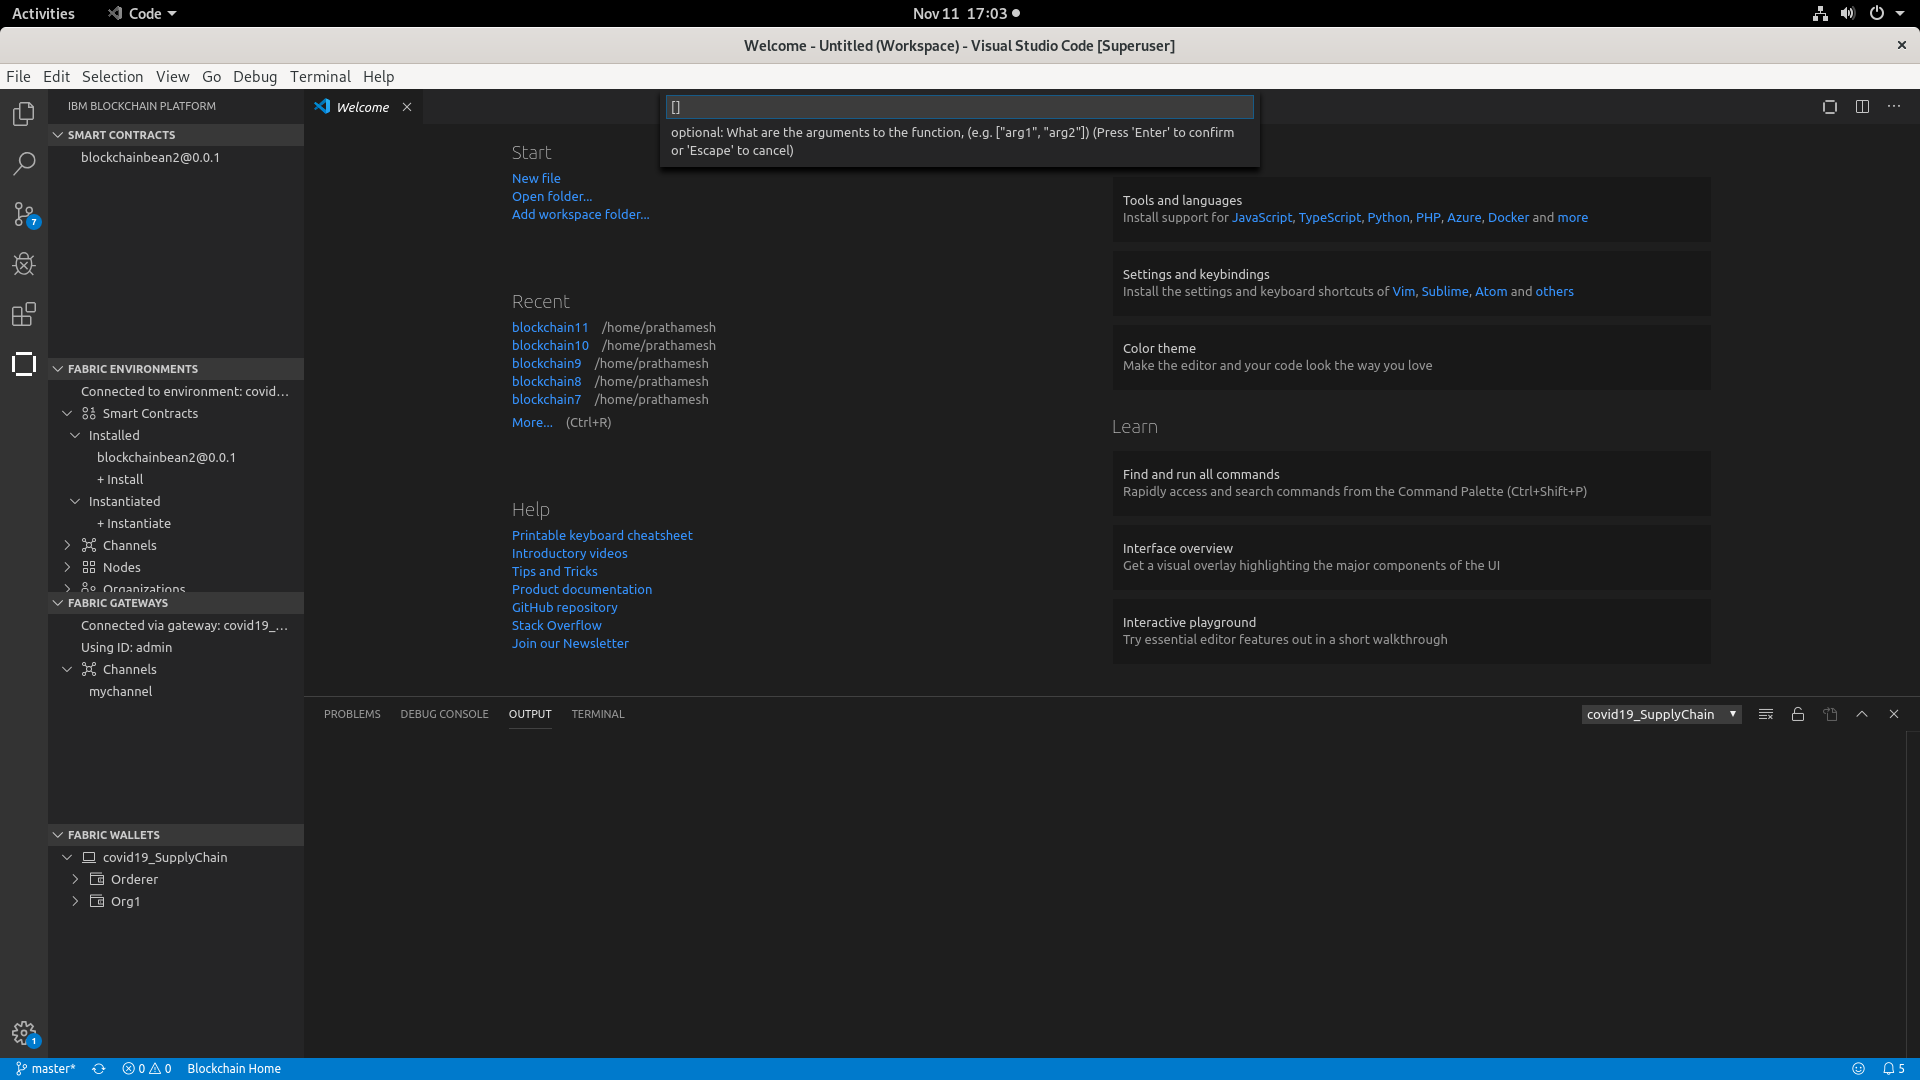 Activities
Code
Nov 11 17:03
Welcome - Untitled (Workspace) - Visual Studio Code [Superuser]
File Edit Selection View Go Debug Terminal Help
IBM BLOCKCHAIN PLATFORM
SMART CONTRACTS
blockchainbean2@0.0.1
7
FABRIC ENVIRONMENTS
Connected to environment: covid...
Smart Contracts
Installed
blockchainbean2@0.0.1
+ Install
Instantiated
+ Instantiate
Channels
Nodes
Organizations
FABRIC GATEWAYS
Connected via gateway: covid19_...
Using ID: admin
Channels
mychannel
FABRIC WALLETS
covid19_SupplyChain
Orderer
Org1
1
Welcome
[]
optional: What are the arguments to the function, (e.g. ["arg1", "arg2"]) (Press 'Enter' to confirm
or 'Escape' to cancel)
Start
New file
Open folder...
Add workspace folder...
Recent
blockchain11 /home/prathamesh
blockchain10 /home/prathamesh
blockchain9 /home/prathamesh
blockchain8 /home/prathamesh
blockchain7 /home/prathamesh
More... (Ctrl+R)
Help
Printable keyboard cheatsheet
Introductory videos
Tips and Tricks
Product documentation
GitHub repository
Stack Overflow
Join our Newsletter
Tools and languages
Install support for JavaScript, TypeScript, Python, PHP, Azure, Docker and more
Settings and keybindings
Install the settings and keyboard shortcuts of Vim, Sublime, Atom and others
Color theme
Make the editor and your code look the way you love
Learn
Find and run all commands
Rapidly access and search commands from the Command Palette (Ctrl+Shift+P)
Interface overview
Get a visual overlay highlighting the major components of the UI
Interactive playground
Try essential editor features out in a short walkthrough
PROBLEMS DEBUG CONSOLE OUTPUT TERMINAL
covid19_SupplyChain
master* 0 0 Blockchain Home
5